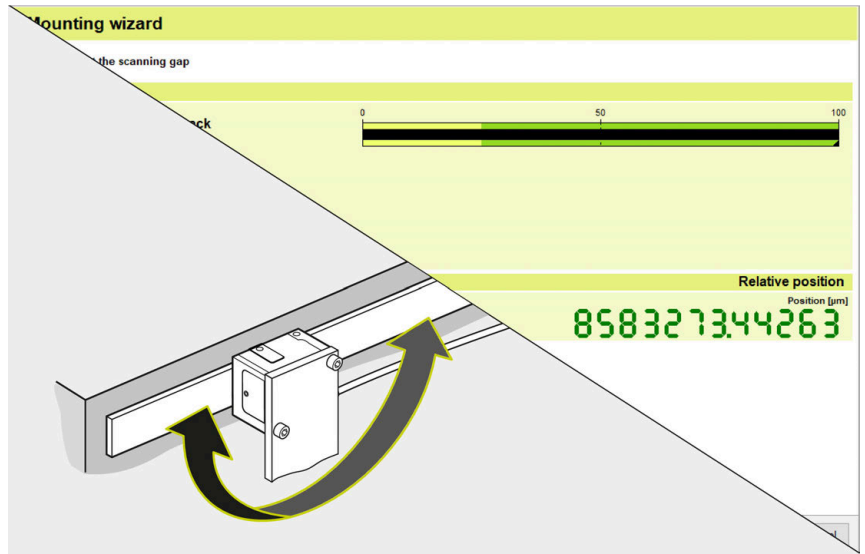 Mounting wizard
the scanning gap
0 50 100
Relative position
Position [µm]
8583273.44263